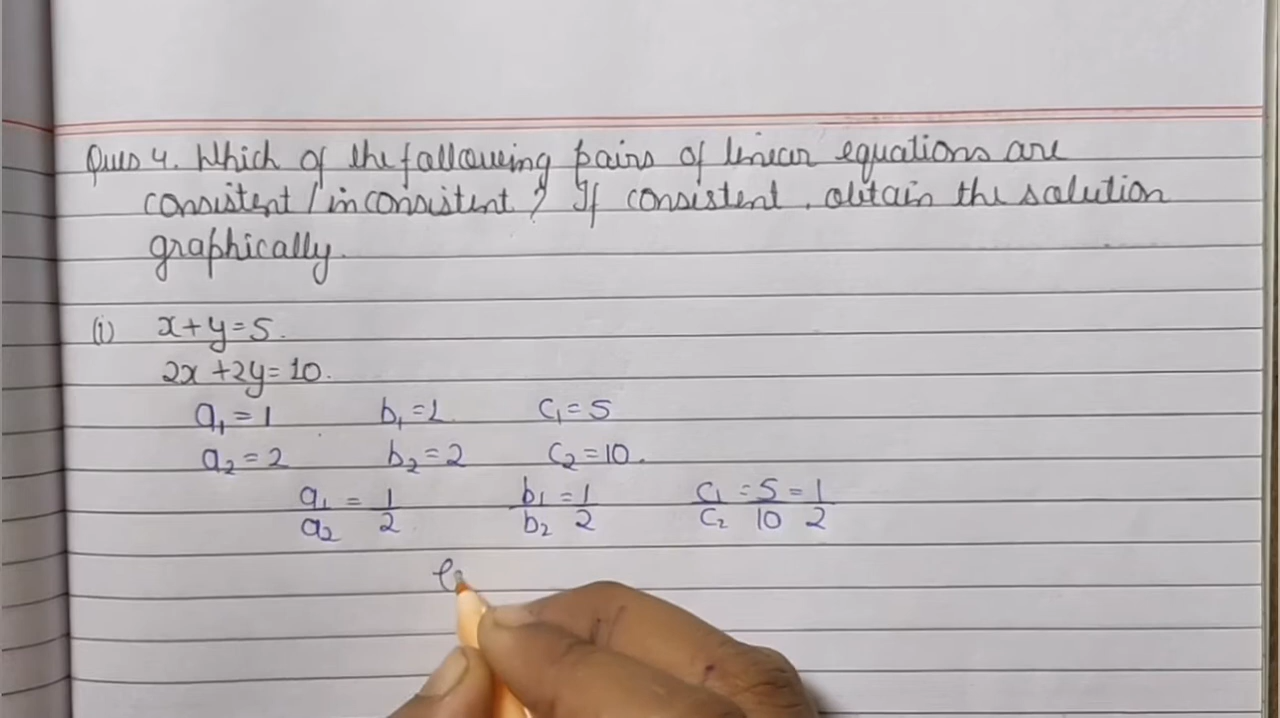 Ques 4. Which of the following pairs of linear equations are
consistent / inconsistent ? If consistent, obtain the solution
graphically.
(i) x+y=5.
2x+2y=10.
a₁=1 b₁=1 c₁=5
a₂=2 b₂=2 c₂=10.
a₁/a₂ = 1/2 b₁/b₂ = 1/2 c₁/c₂ = 5/10 = 1/2